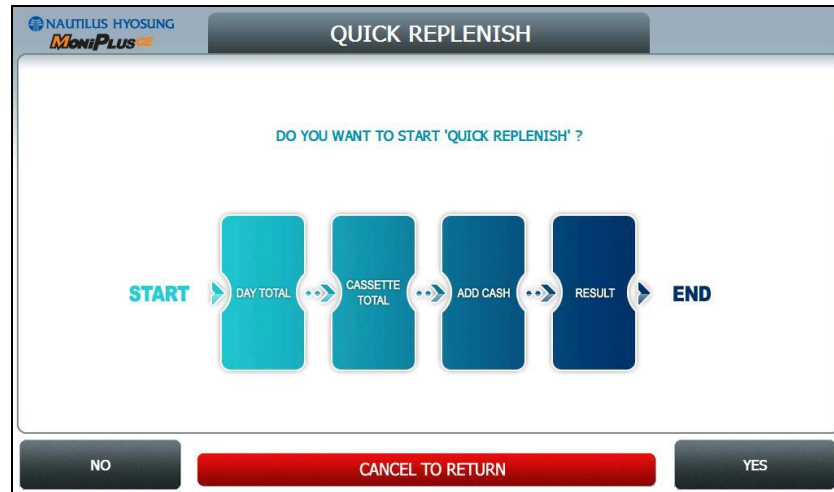 NAUTILUS HYOSUNG
MoniPlusCE
QUICK REPLENISH
DO YOU WANT TO START 'QUICK REPLENISH' ?
START
DAY TOTAL
CASSETTE
TOTAL
ADD CASH
RESULT
END
NO
CANCEL TO RETURN
YES